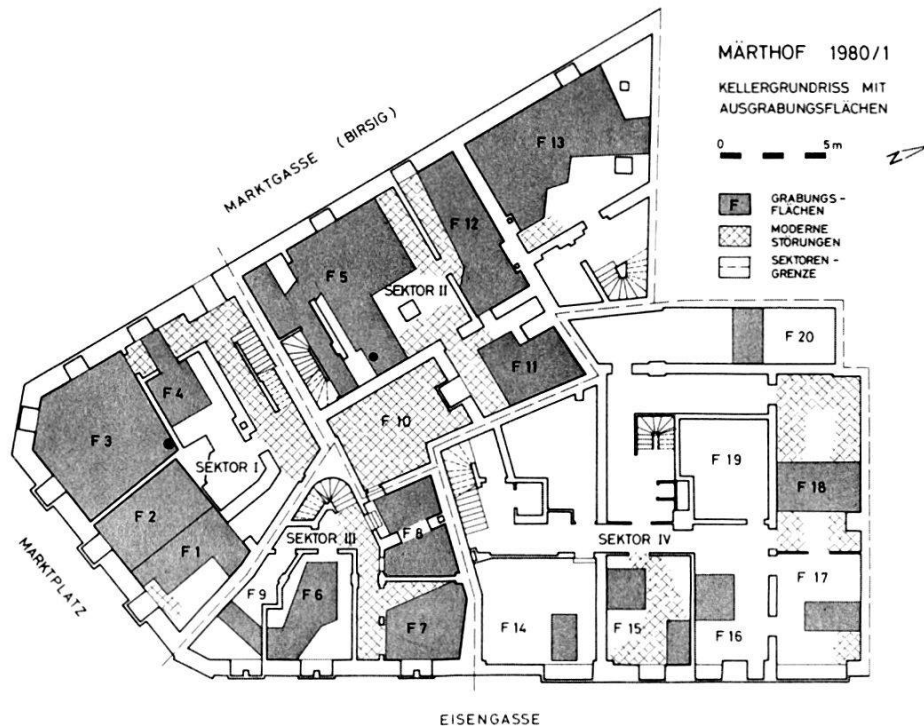 MÄRTHOF 1980/1
KELLERGRUNDRISS MIT
AUSGRABUNGSFLÄCHEN
0 5 m
N
F GRABUNGS-
FLÄCHEN
MODERNE
STÖRUNGEN
SEKTOREN-
GRENZE
MARKTGASSE (BIRSIG)
F 13
F 12
F 5
SEKTOR II
F 20
F 11
F 4
F 10
F 3
F 19
SEKTOR I
F 18
F 2
F 8
SEKTOR III
SEKTOR IV
F 1
MARKTPLATZ
F 9
F 6
F 7
F 14
F 15
F 16
F 17
EISENGASSE